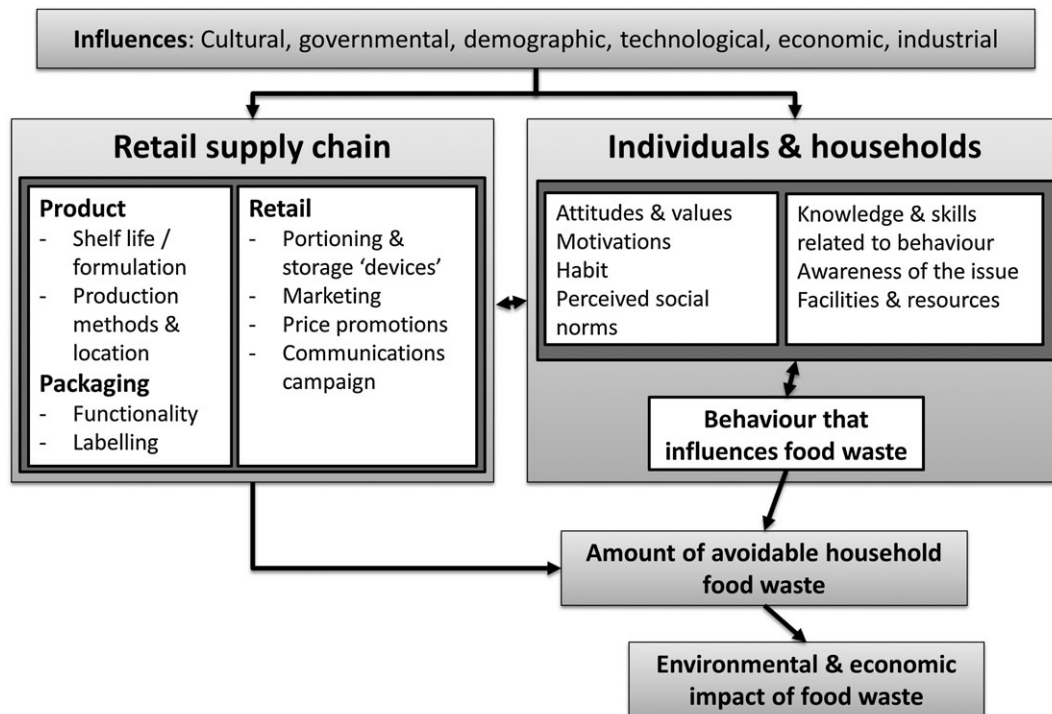 Influences: Cultural, governmental, demographic, technological, economic, industrial
Retail supply chain
Product
- Shelf life /
formulation
- Production
methods &
location
Packaging
- Functionality
- Labelling
Retail
- Portioning &
storage ‘devices’
- Marketing
- Price promotions
- Communications
campaign
Individuals & households
Attitudes & values
Motivations
Habit
Perceived social
norms
Knowledge & skills
related to behaviour
Awareness of the issue
Facilities & resources
Behaviour that
influences food waste
Amount of avoidable household
food waste
Environmental & economic
impact of food waste